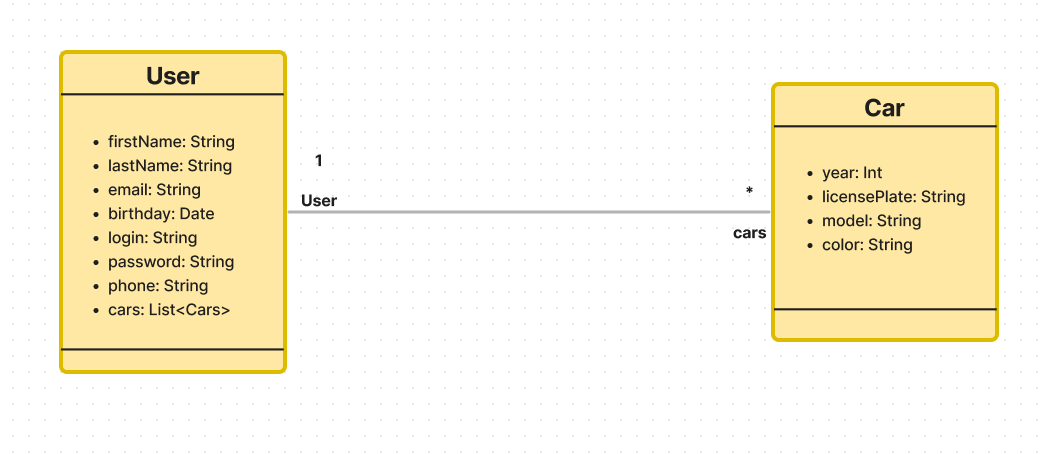 User
• firstName: String
• lastName: String
• email: String
• birthday: Date
• login: String
• password: String
• phone: String
• cars: List<Cars>
1
User
*
cars
Car
• year: Int
• licensePlate: String
• model: String
• color: String